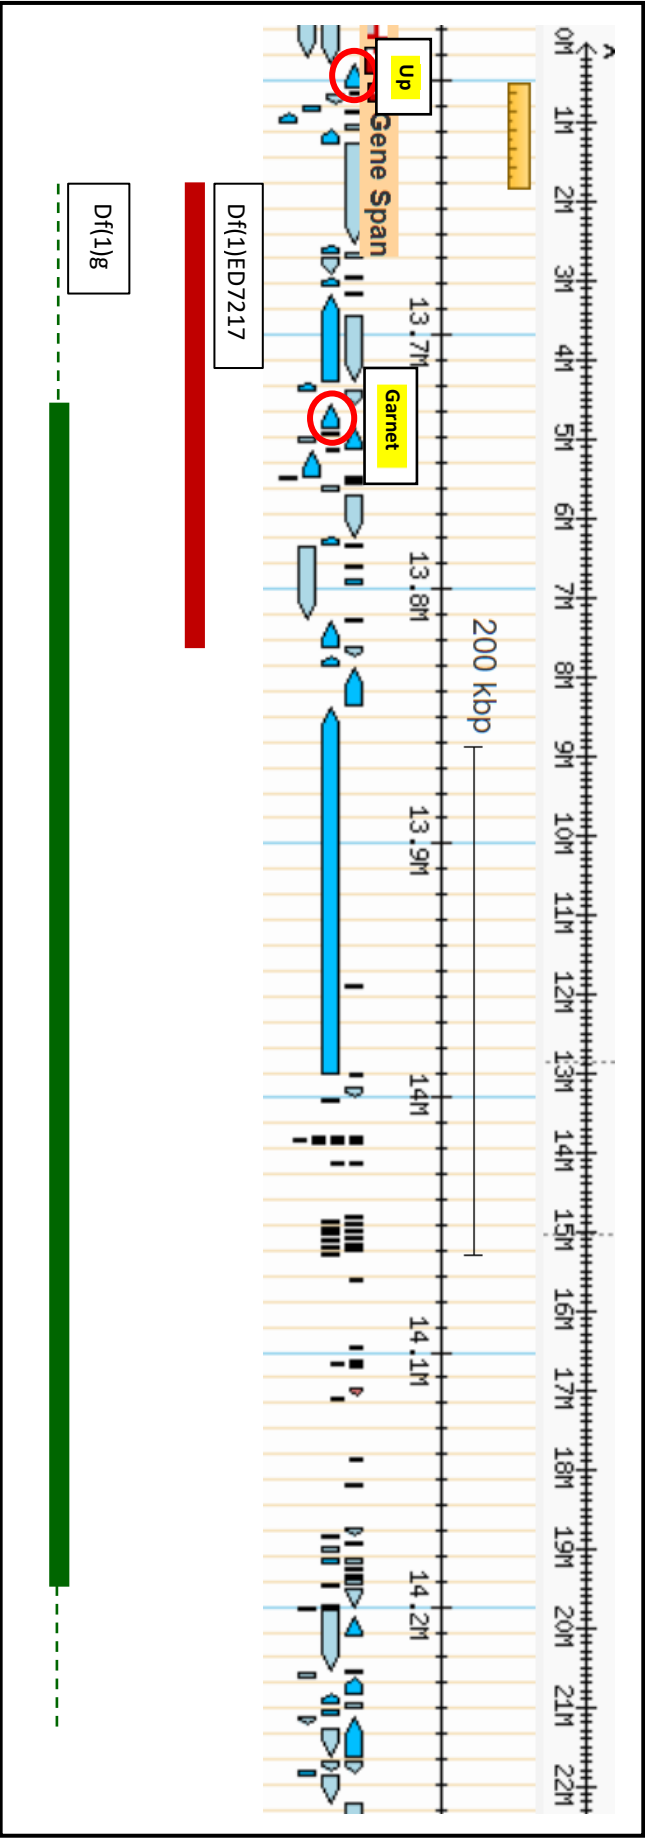 0M 1M 2M 3M 4M 5M 6M 7M 8M 9M 10M 11M 12M 13M 14M 15M 16M 17M 18M 19M 20M 21M 22M
200 kbp
13.7M 13.8M 13.9M 14M 14.1M 14.2M
Up
Garnet
Gene Span
Df(1)ED7217
Df(1)g